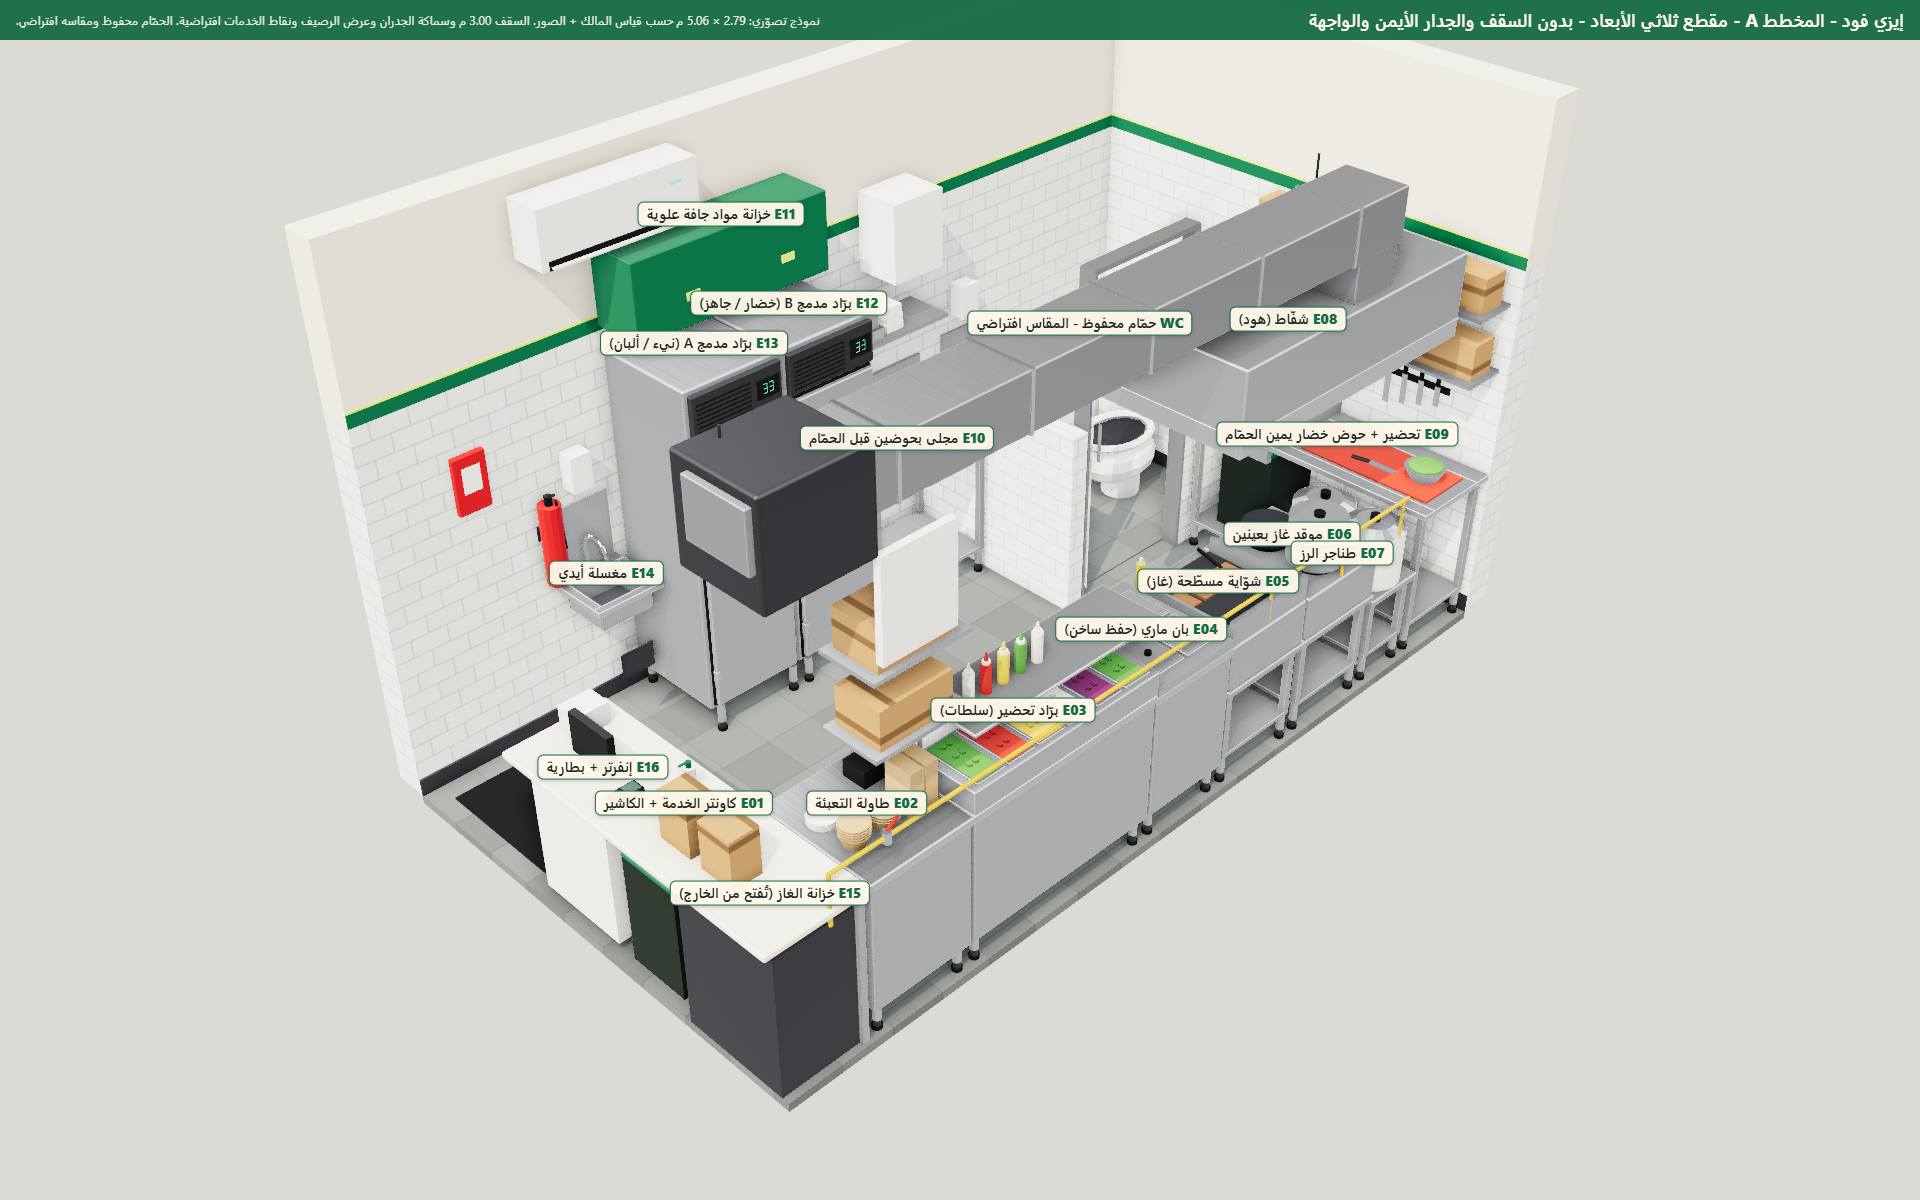 إيزي فود - المخطط A - مقطع ثلاثي الأبعاد - بدون السقف والجدار الأيمن والواجهة
نموذج تصوّري: 2.79 × 5.06 م حسب قياس المالك + الصور. السقف 3.00 م وسماكة الجدران وعرض الرصيف ونقاط الخدمات افتراضية. الحمّام محفوظ ومقاسه افتراضي.
E11 خزانة مواد جافة علوية
E12 برّاد مدمج B (خضار / جاهز)
E08 شفّاط (هود)
WC حمّام محفوظ - المقاس افتراضي
E13 برّاد مدمج A (نيء / ألبان)
33
33
E09 تحضير + حوض خضار يمين الحمّام
E10 مجلى بحوضين قبل الحمّام
E06 موقد غاز بعينين
E07 طناجر الرز
E14 مغسلة أيدي
E05 شوّاية مسطّحة (غاز)
E04 بان ماري (حفظ ساخن)
E03 برّاد تحضير (سلطات)
E16 إنفرتر + بطارية
E02 طاولة التعبئة
E01 كاونتر الخدمة + الكاشير
E15 خزانة الغاز (تُفتح من الخارج)